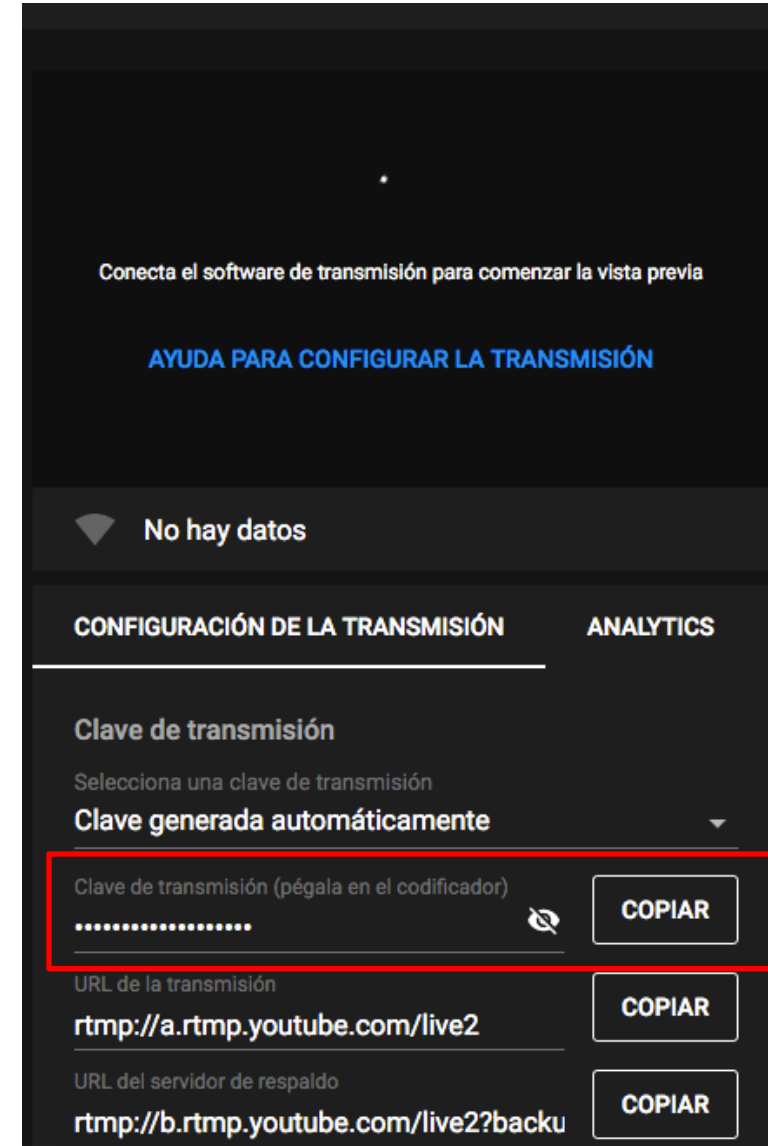 Conecta el software de transmisión para comenzar la vista previa
AYUDA PARA CONFIGURAR LA TRANSMISIÓN
No hay datos
CONFIGURACIÓN DE LA TRANSMISIÓN ANALYTICS
Clave de transmisión
Selecciona una clave de transmisión
Clave generada automáticamente
Clave de transmisión (pégala en el codificador)
••••••••••••••••••• COPIAR
URL de la transmisión
rtmp://a.rtmp.youtube.com/live2 COPIAR
URL del servidor de respaldo
rtmp://b.rtmp.youtube.com/live2?backu COPIAR